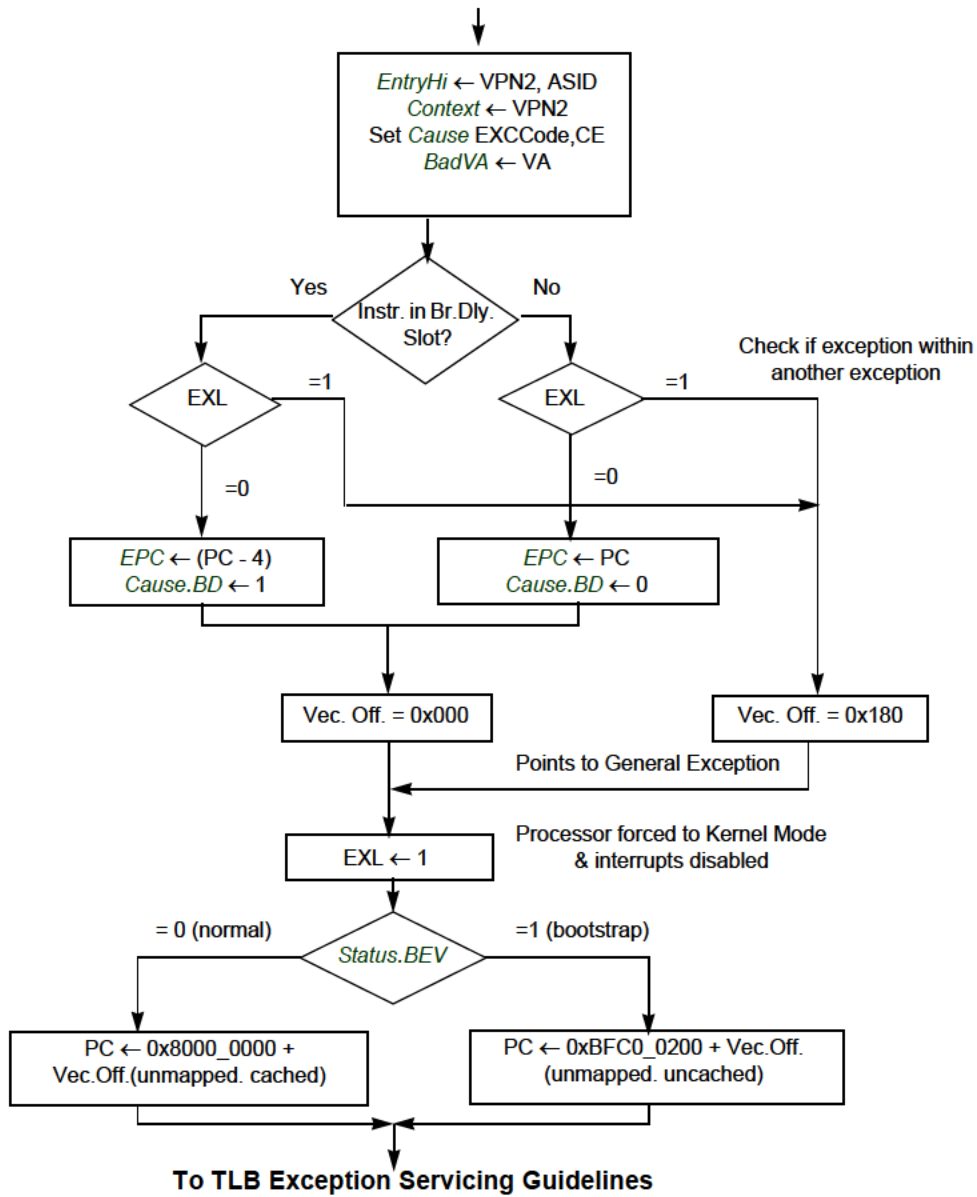 EntryHi ← VPN2, ASID
Context ← VPN2
Set Cause EXCCode,CE
BadVA ← VA
Yes
No
Instr. in Br.Dly.
Slot?
Check if exception within
another exception
EXL
=1
EXL
=1
=0
=0
EPC ← (PC - 4)
Cause.BD ← 1
EPC ← PC
Cause.BD ← 0
Vec. Off. = 0x000
Vec. Off. = 0x180
Points to General Exception
EXL ← 1
Processor forced to Kernel Mode
& interrupts disabled
= 0 (normal)
=1 (bootstrap)
Status.BEV
PC ← 0x8000_0000 +
Vec.Off.(unmapped. cached)
PC ← 0xBFC0_0200 + Vec.Off.
(unmapped. uncached)
To TLB Exception Servicing Guidelines